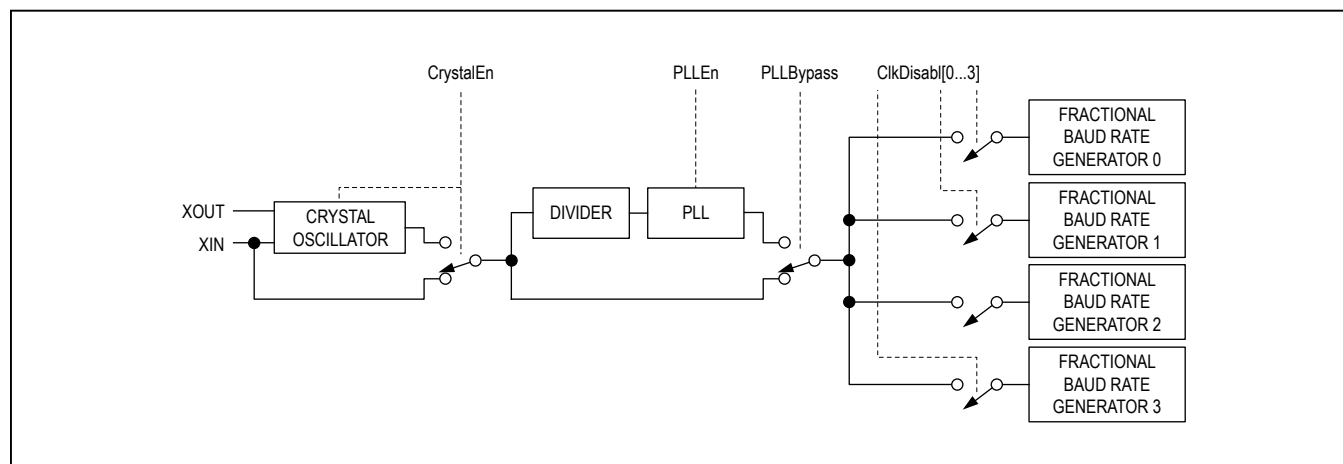 CrystalEn
PLLEn
PLLBypass
ClkDisabl[0...3]
XOUT
XIN
CRYSTAL
OSCILLATOR
DIVIDER
PLL
FRACTIONAL
BAUD RATE
GENERATOR 0
FRACTIONAL
BAUD RATE
GENERATOR 1
FRACTIONAL
BAUD RATE
GENERATOR 2
FRACTIONAL
BAUD RATE
GENERATOR 3